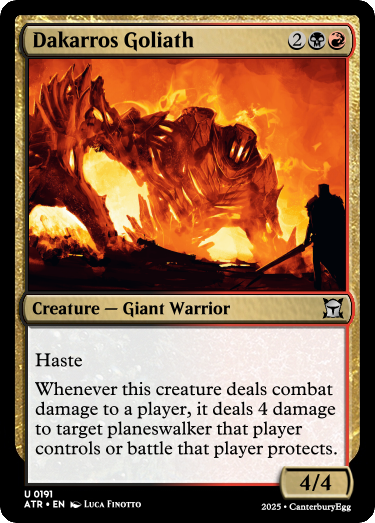 Dakarros Goliath 2
Creature — Giant Warrior
Haste
Whenever this creature deals combat
damage to a player, it deals 4 damage
to target planeswalker that player
controls or battle that player protects.
4/4
U 0191
ATR • EN Luca Finotto
2025 • CanterburyEgg